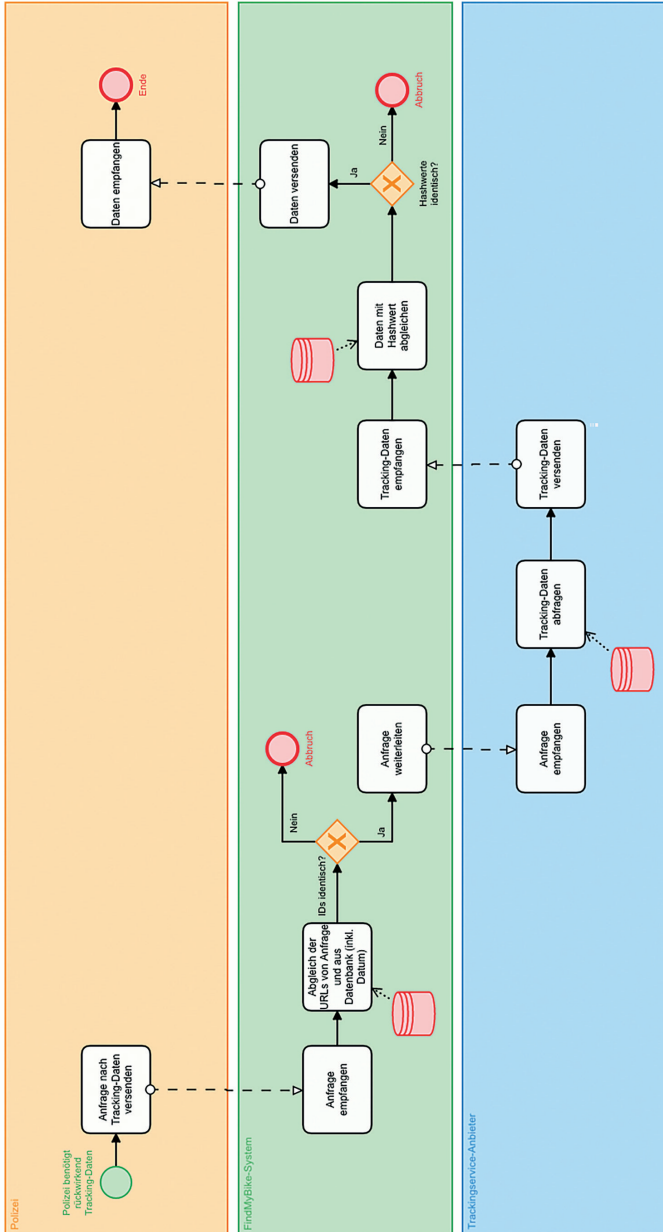 Polizei
Polizei benötigt
rückwirkend
Tracking-Daten
Anfrage nach
Tracking-Daten
versenden
Daten empfangen
Ende
FindMyBike-System
Anfrage
empfangen
Abgleich der
URLs von Anfrage
und aus
Datenbank (inkl.
Datum)
IDs identisch?
Nein
Abbruch
Ja
Anfrage
weiterleiten
Tracking-Daten
empfangen
Daten mit
Hashwert
abgleichen
Hashwerte
identisch?
Ja
Daten versenden
Nein
Abbruch
Trackingservice-Anbieter
Anfrage
empfangen
Tracking-Daten
abfragen
Tracking-Daten
versenden